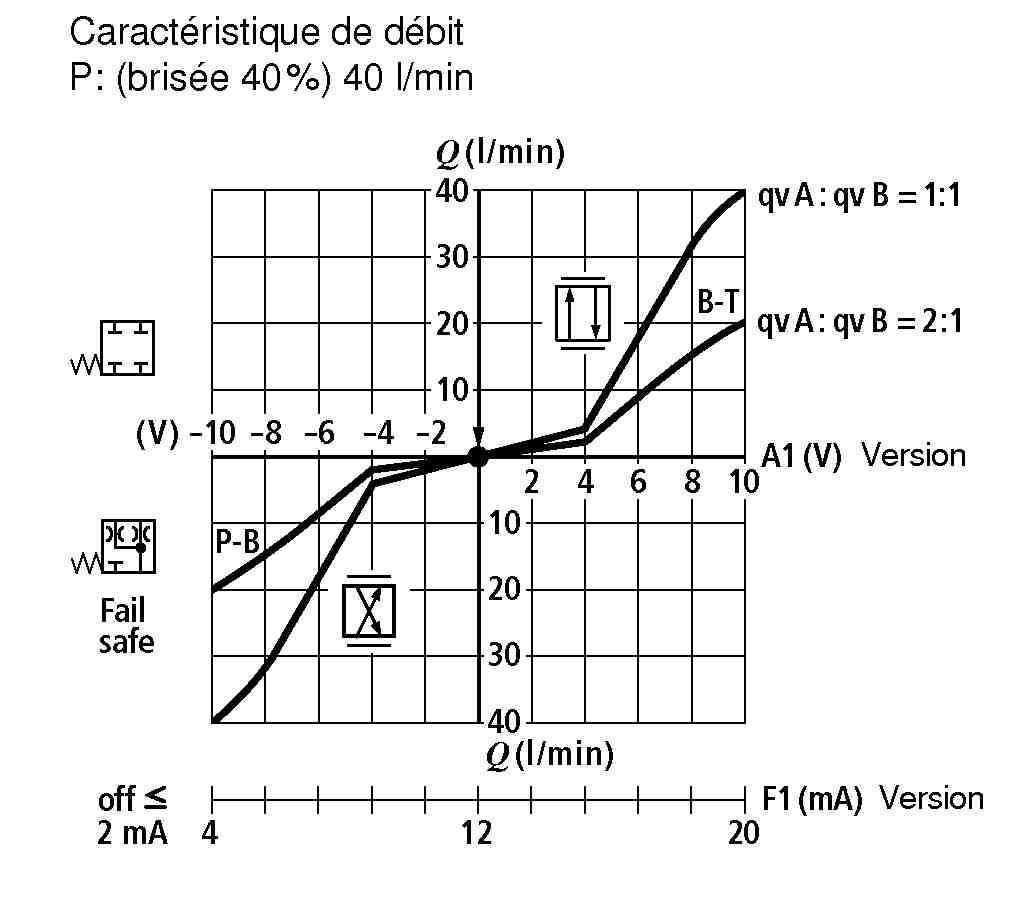 Caractéristique de débit
P: (brisée 40%) 40 l/min
Q (l/min)
40
qv A : qv B = 1:1
30
B-T
20
qv A : qv B = 2:1
10
(V) –10 –8 –6 –4 –2
A1 (V) Version
2 4 6 8 10
10
P-B
20
Fail
safe
30
40
Q (l/min)
off ≤
2 mA
F1 (mA) Version
4 12 20